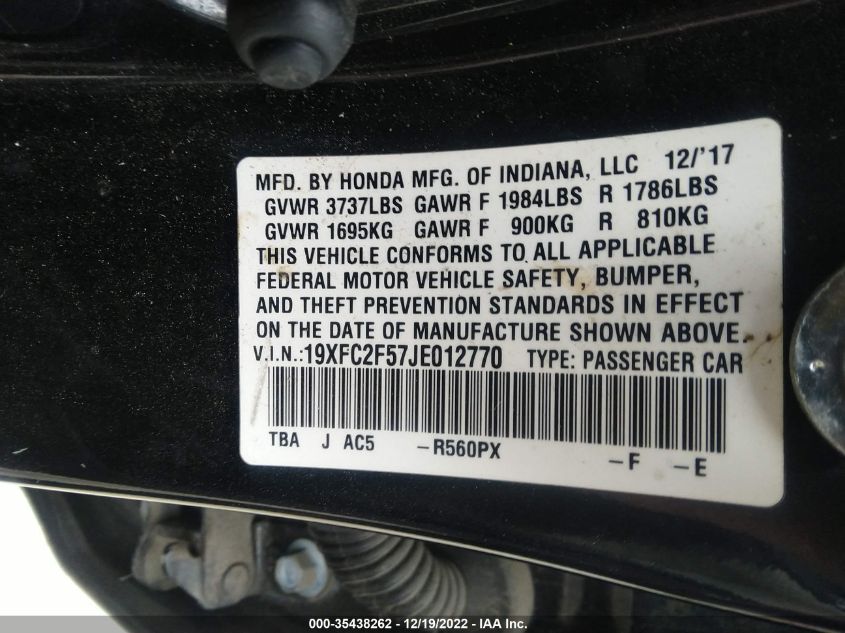 MFD. BY HONDA MFG. OF INDIANA, LLC 12/'17
GVWR 3737LBS GAWR F 1984LBS R 1786LBS
GVWR 1695KG GAWR F 900KG R 810KG
THIS VEHICLE CONFORMS TO ALL APPLICABLE
FEDERAL MOTOR VEHICLE SAFETY, BUMPER,
AND THEFT PREVENTION STANDARDS IN EFFECT
ON THE DATE OF MANUFACTURE SHOWN ABOVE.
V.I.N.:19XFC2F57JE012770 TYPE: PASSENGER CAR
TBA J AC5 -R560PX -F -E
000-35438262 - 12/19/2022 - IAA Inc.